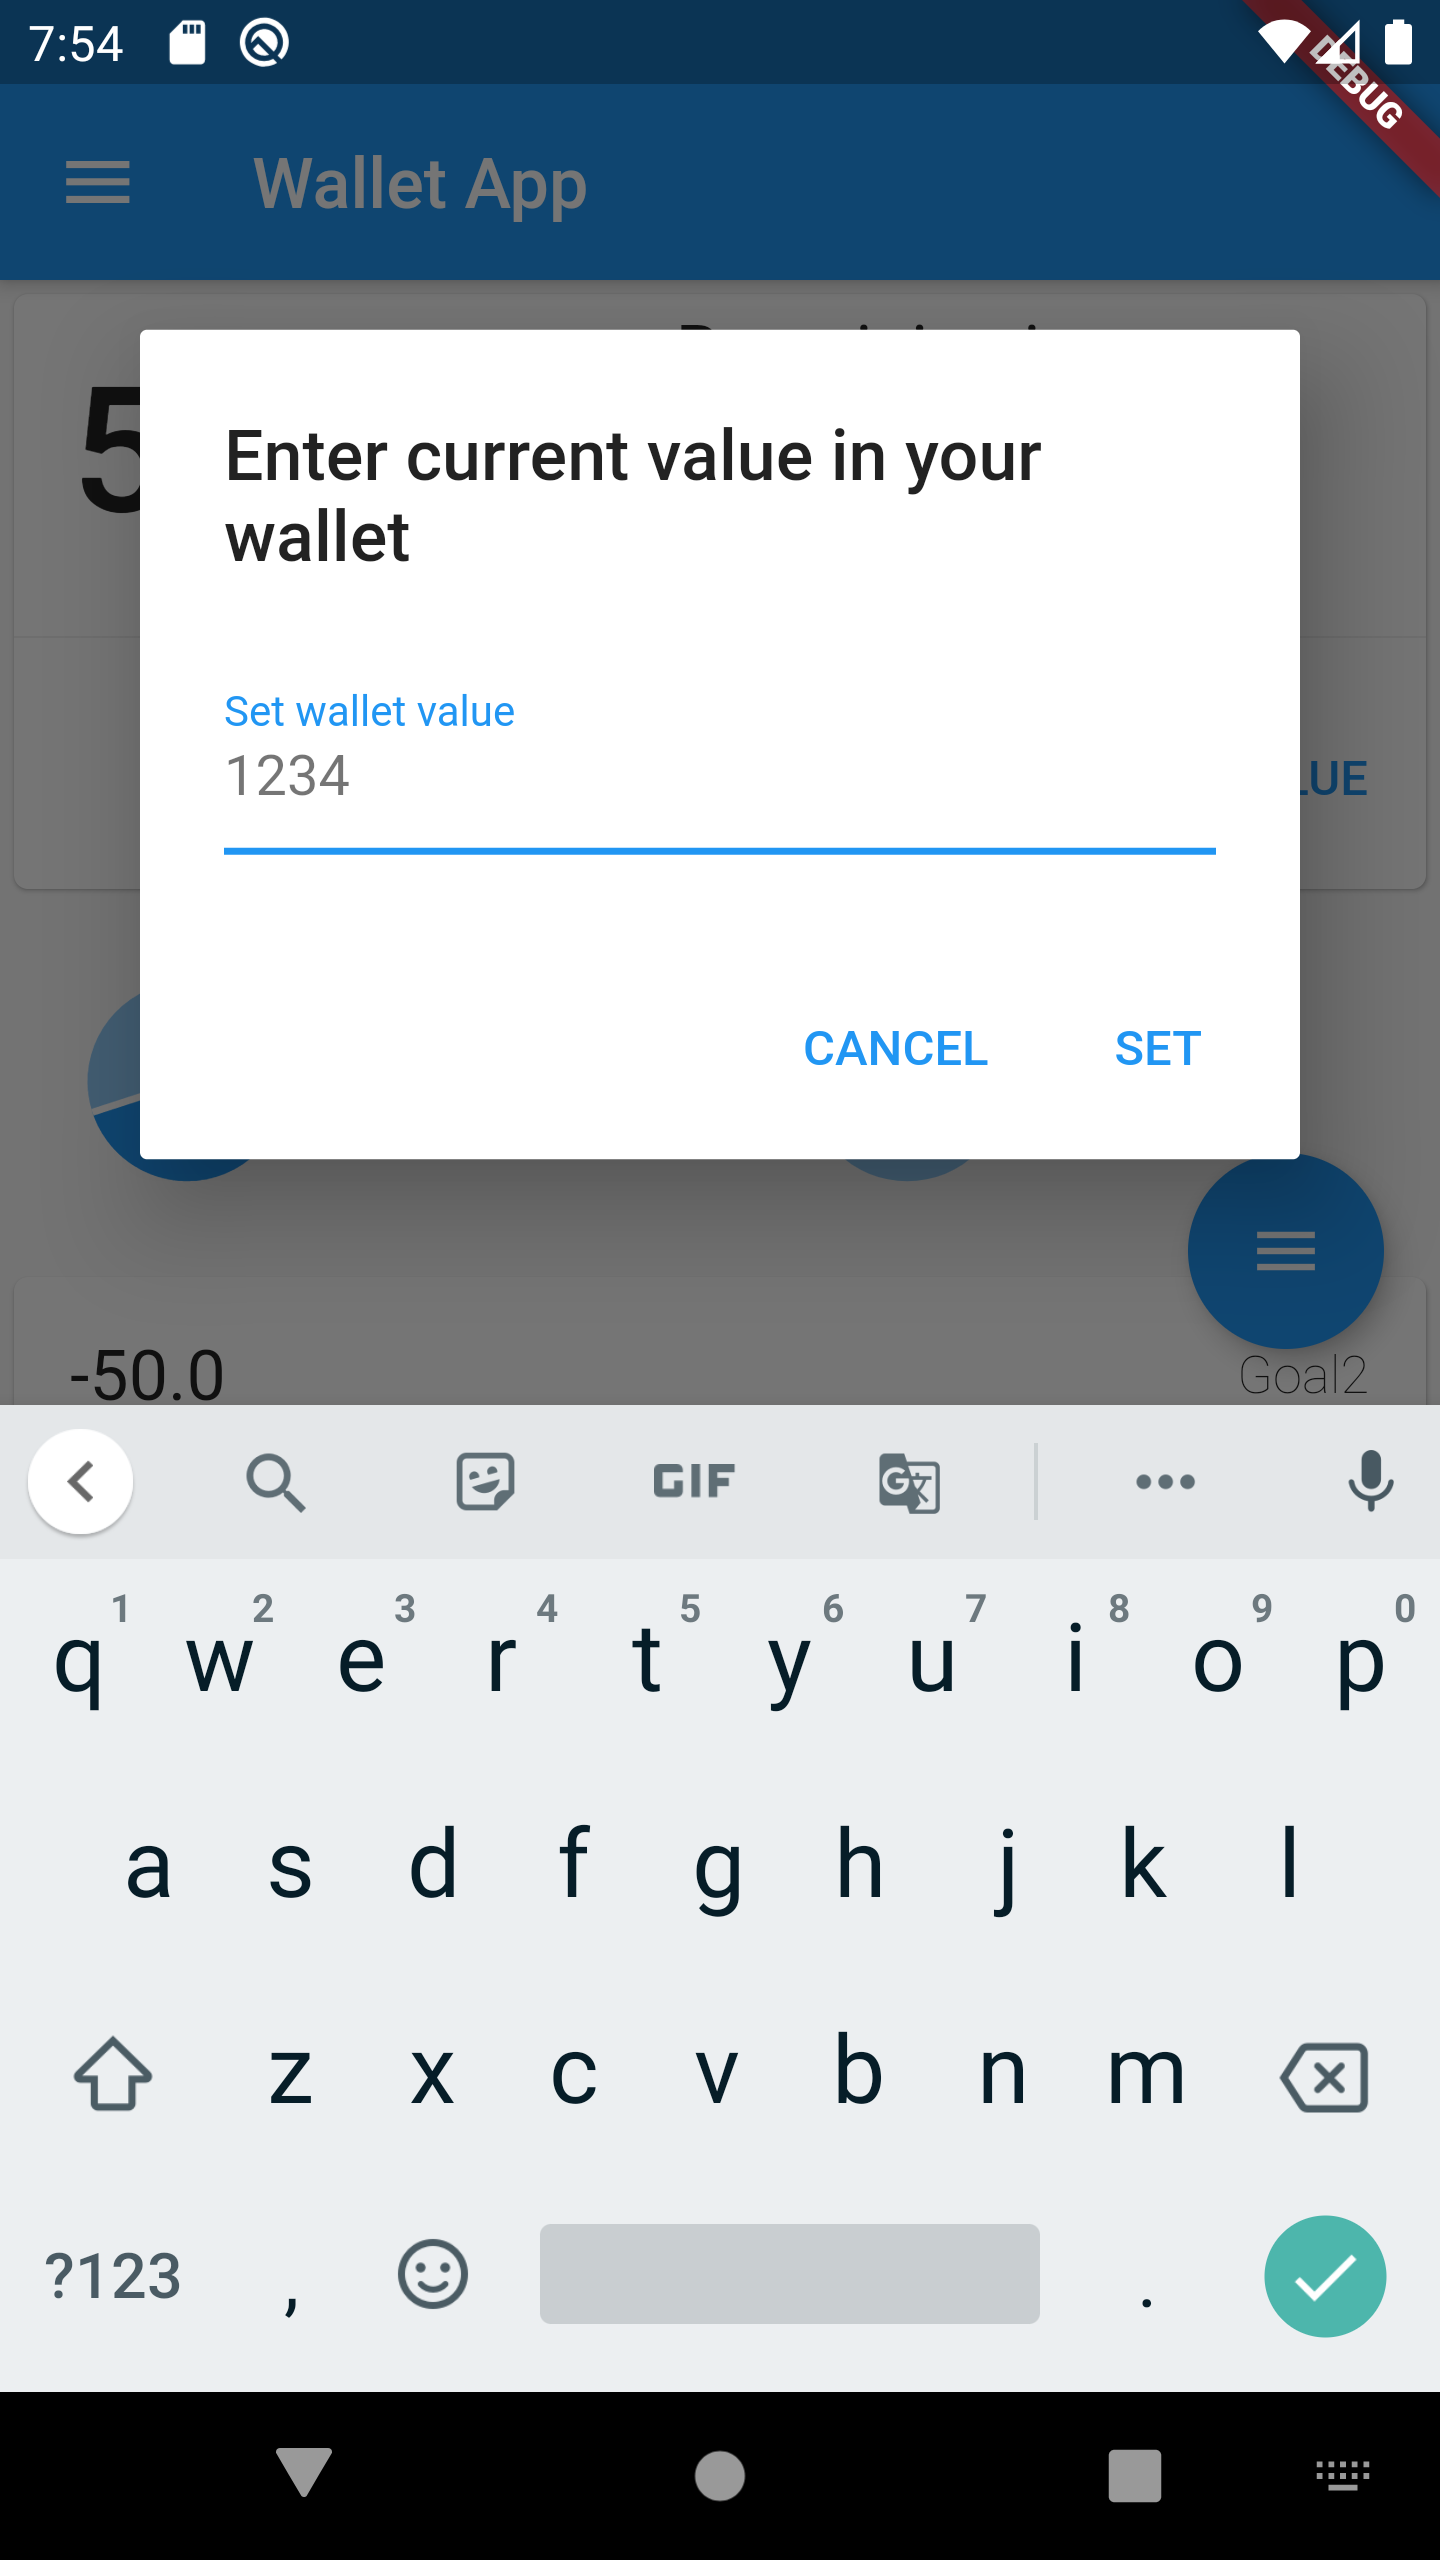 7:54
DEBUG
Wallet App
5
Enter current value in your
wallet
Set wallet value
1234
LUE
CANCEL SET
-50.0
Goal2
GIF
G
1 2 3 4 5 6 7 8 9 0
q w e r t y u i o p
a s d f g h j k l
z x c v b n m
?123 , .